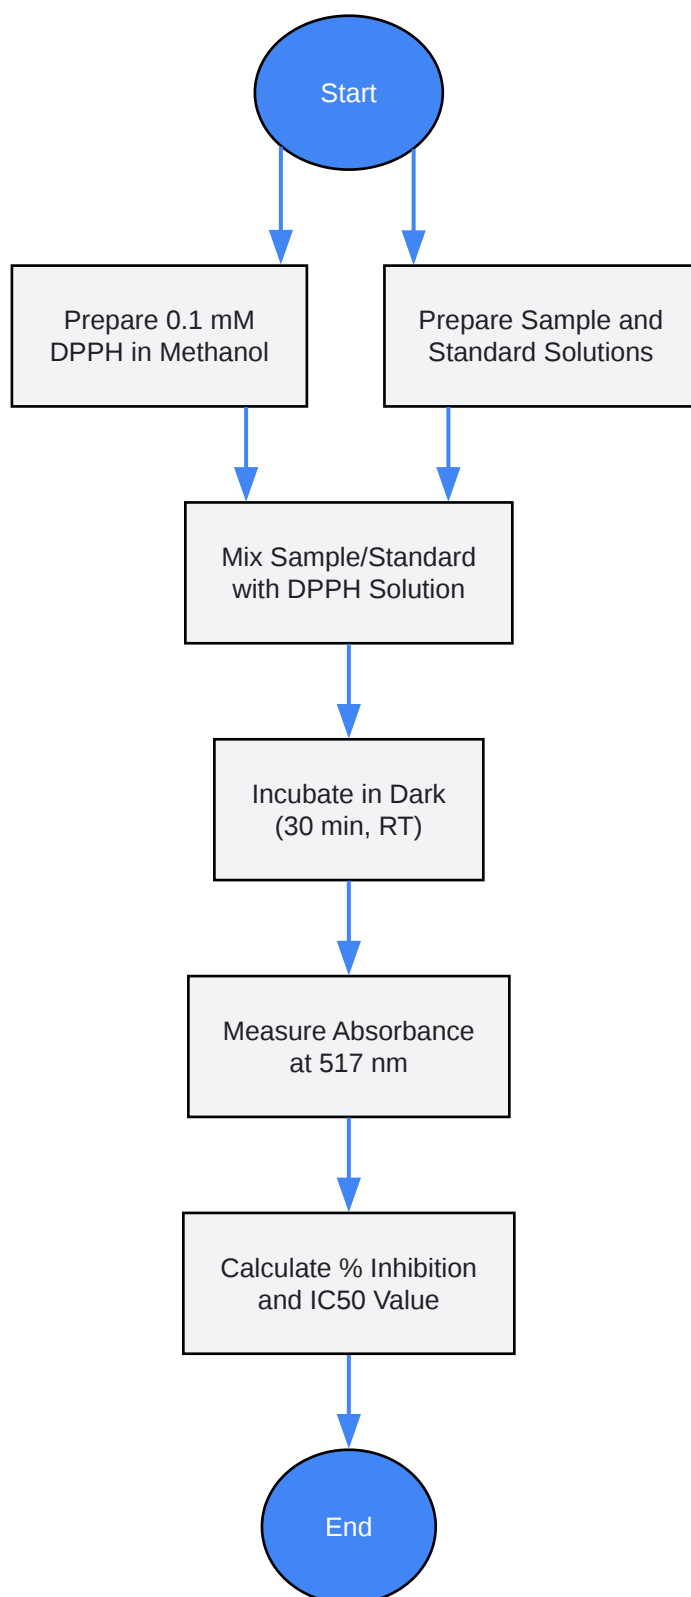 Start
Prepare 0.1 mM
DPPH in Methanol
Prepare Sample and
Standard Solutions
Mix Sample/Standard
with DPPH Solution
Incubate in Dark
(30 min, RT)
Measure Absorbance
at 517 nm
Calculate % Inhibition
and IC50 Value
End